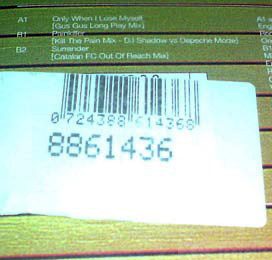 A1 Only When I Lose Myself
[Gus Gus Long Play Mix]
B1 Painkiller
[Kill The Pain Mix - DJ Shadow vs Depeche Mode]
B2 Surrender
[Catalan FC Out Of Reach Mix]
0 724388 614368
8861436